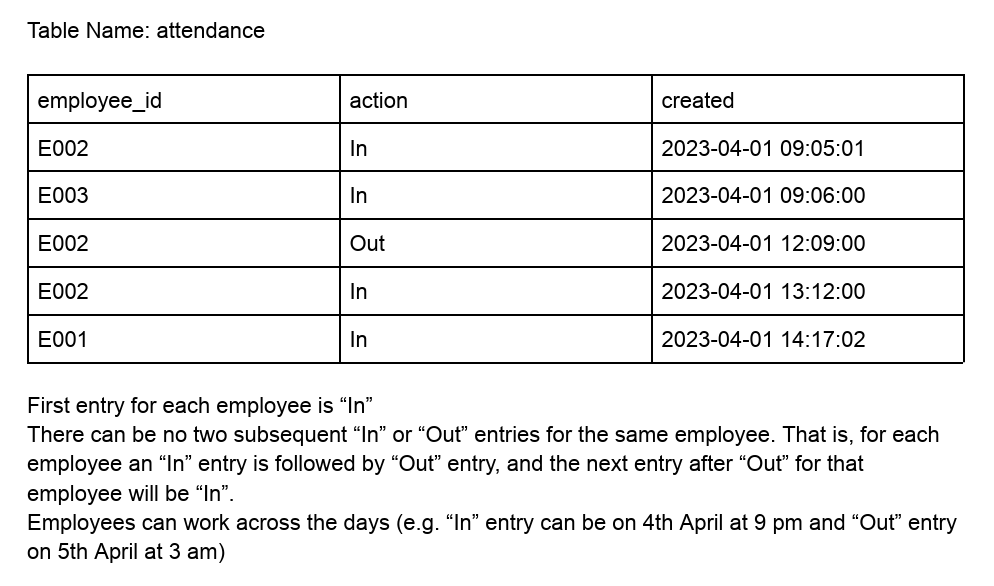 Table Name: attendance
employee_id action created
E002 In 2023-04-01 09:05:01
E003 In 2023-04-01 09:06:00
E002 Out 2023-04-01 12:09:00
E002 In 2023-04-01 13:12:00
E001 In 2023-04-01 14:17:02
First entry for each employee is “In”
There can be no two subsequent “In” or “Out” entries for the same employee. That is, for each
employee an “In” entry is followed by “Out” entry, and the next entry after “Out” for that
employee will be “In”.
Employees can work across the days (e.g. “In” entry can be on 4th April at 9 pm and “Out” entry
on 5th April at 3 am)